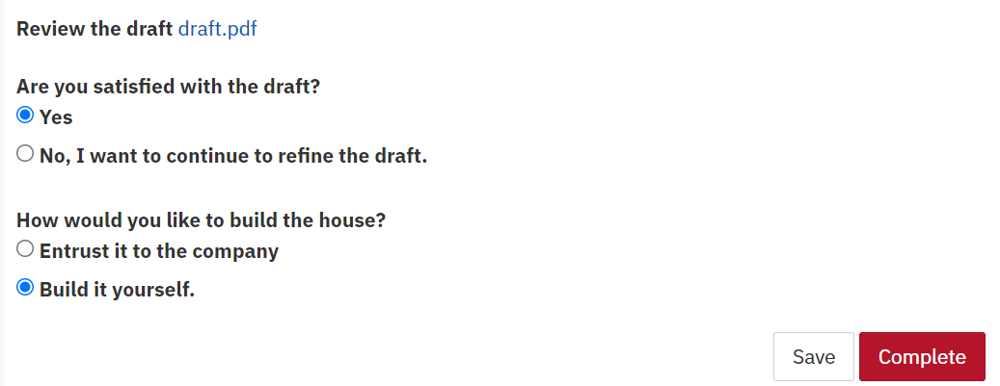 Review the draft draft.pdf
Are you satisfied with the draft?
Yes
No, I want to continue to refine the draft.
How would you like to build the house?
Entrust it to the company
Build it yourself.
Save Complete